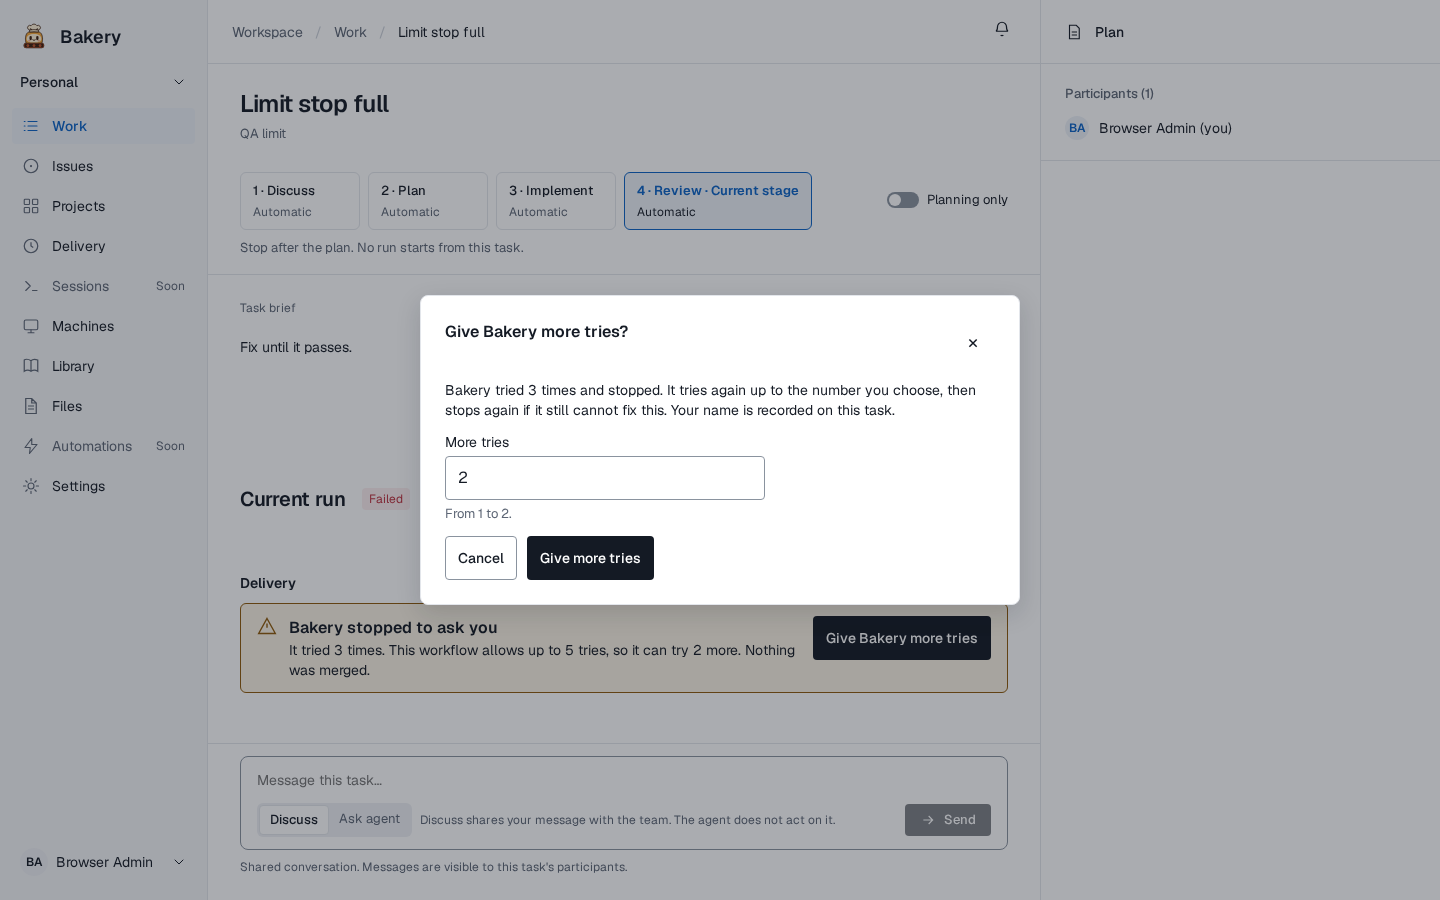 Bakery
Personal
Work
Issues
Projects
Delivery
Sessions Soon
Machines
Library
Files
Automations Soon
Settings
BA Browser Admin
Workspace / Work / Limit stop full
Limit stop full
QA limit
1 · Discuss
Automatic
2 · Plan
Automatic
3 · Implement
Automatic
4 · Review · Current stage
Automatic
Planning only
Stop after the plan. No run starts from this task.
Task brief
Fix until it passes.
Current run Failed
Give Bakery more tries?
Bakery tried 3 times and stopped. It tries again up to the number you choose, then
stops again if it still cannot fix this. Your name is recorded on this task.
More tries
2
From 1 to 2.
Cancel
Give more tries
Delivery
Bakery stopped to ask you
It tried 3 times. This workflow allows up to 5 tries, so it can try 2 more. Nothing
was merged.
Give Bakery more tries
Message this task...
Discuss Ask agent Discuss shares your message with the team. The agent does not act on it.
Send
Shared conversation. Messages are visible to this task's participants.
Plan
Participants (1)
BA Browser Admin (you)